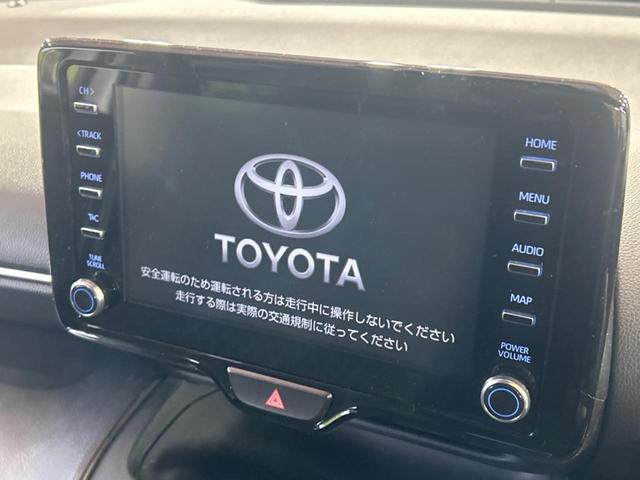 CH >
< TRACK
PHONE
T<C
TUNE
SCROLL
TOYOTA
安全運転のため運転される方は走行中に操作しないでください
走行する際は実際の交通規制に従ってください
HOME
MENU
AUDIO
MAP
POWER
VOLUME